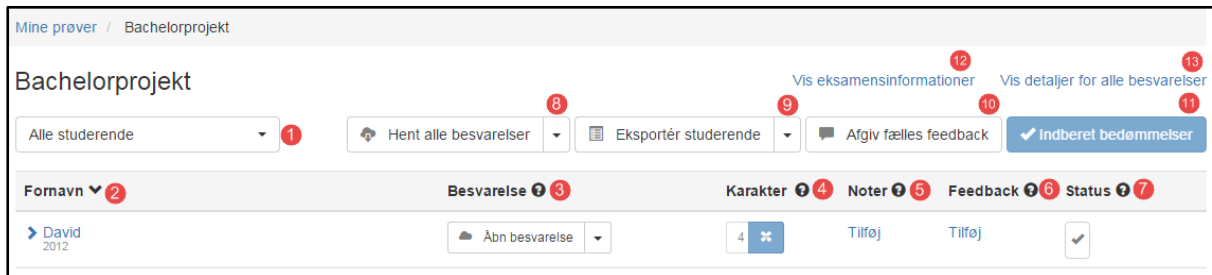 Mine prøver / Bachelorprojekt
12 13
Bachelorprojekt Vis eksamensinformationer Vis detaljer for alle besvarelser
8 9 10 11
Alle studerende 1 Hent alle besvarelser Eksportér studerende Afgiv fælles feedback Indberet bedømmelser
Fornavn 2 Besvarelse ? 3 Karakter ? 4 Noter ? 5 Feedback ? 6 Status ? 7
David Åbn besvarelse 4 Tilføj Tilføj
2012